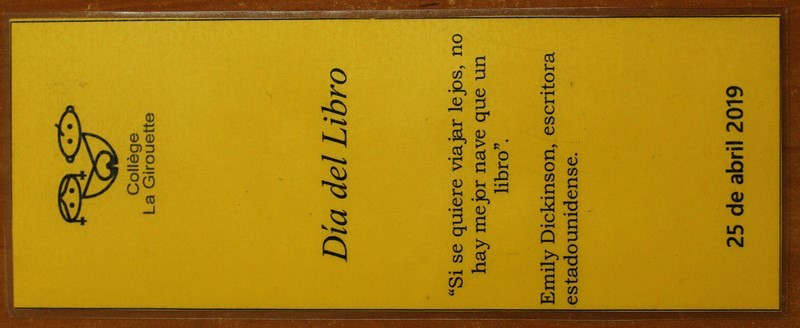 Collège
La Girouette
Día del Libro
“Si se quiere viajar lejos, no
hay mejor nave que un
libro”.
Emily Dickinson, escritora
estadounidense.
25 de abril 2019